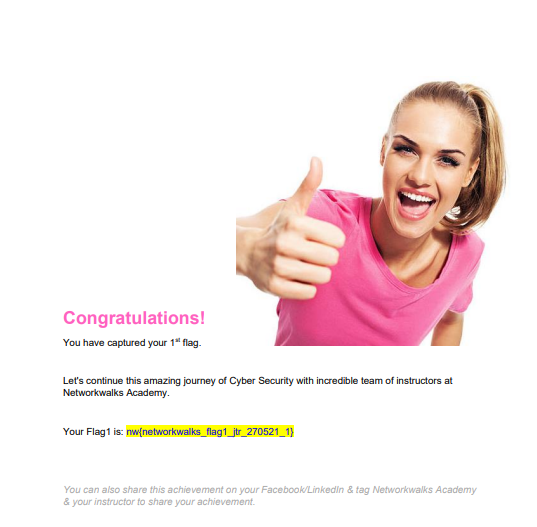 Congratulations!
You have captured your 1st flag.
Let's continue this amazing journey of Cyber Security with incredible team of instructors at
Networkwalks Academy.
Your Flag1 is: nw{networkwalks_flag1_jtr_270521_1}
You can also share this achievement on your Facebook/LinkedIn & tag Networkwalks Academy
& your instructor to share your achievement.